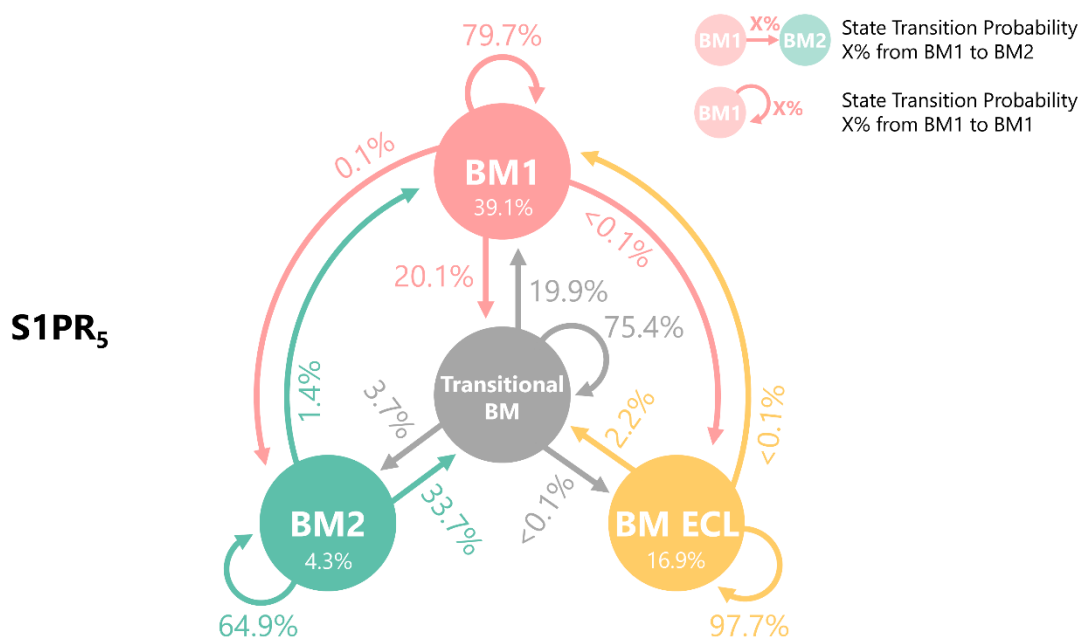 79.7%
BM1
X%
BM2
State Transition Probability
X% from BM1 to BM2
BM1
X%
State Transition Probability
X% from BM1 to BM1
0.1%
BM1
39.1%
<0.1%
20.1%
19.9%
75.4%
S1PR5
Transitional
BM
1.4%
3.7%
2.2%
<0.1%
33.7%
<0.1%
BM2
4.3%
BM ECL
16.9%
64.9%
97.7%